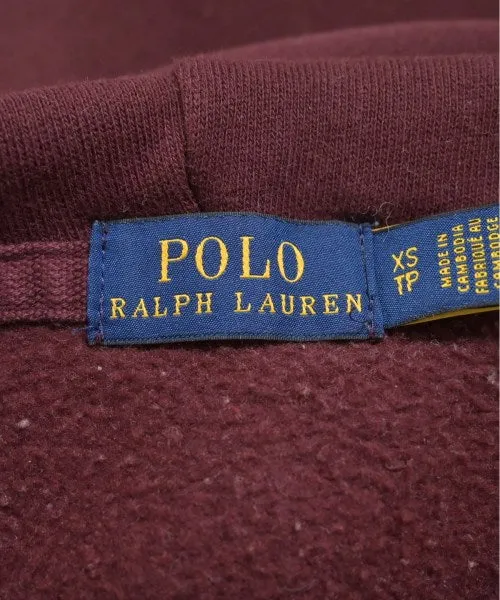 POLO
RALPH LAUREN
XS
TP
MADE IN
CAMBODIA
FABRIQUÉ AU
CAMBODGE